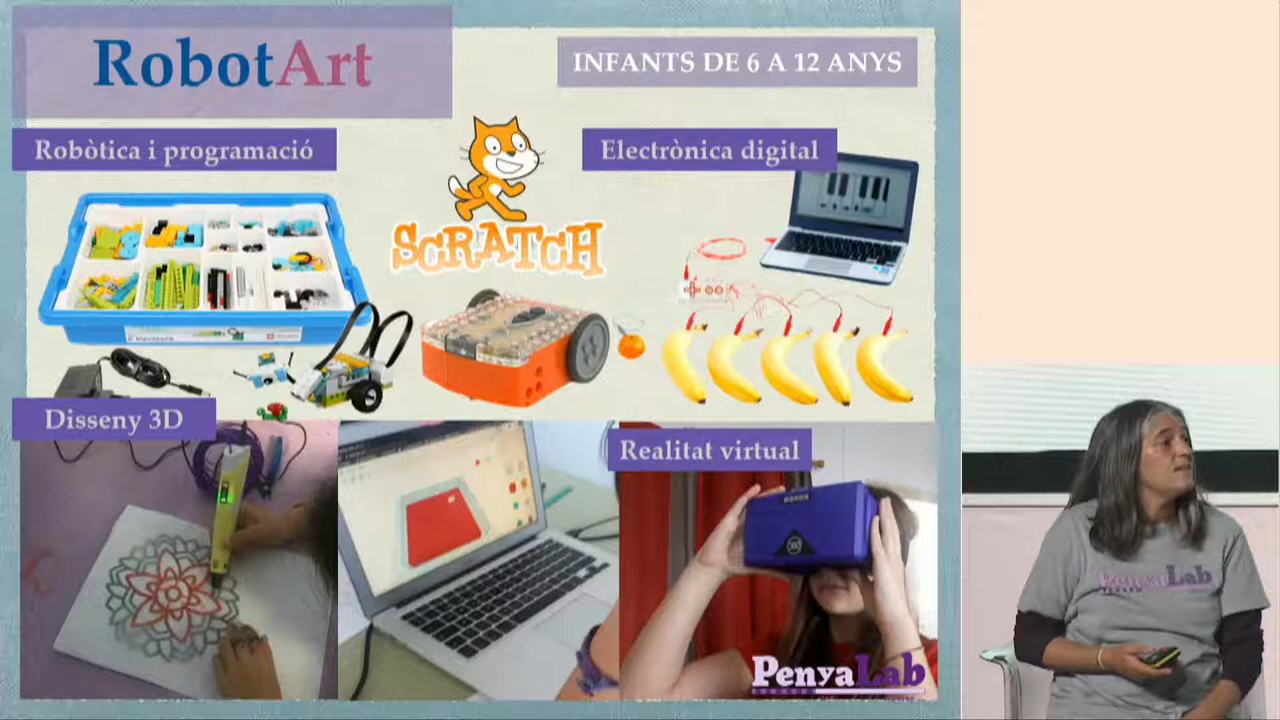 RobotArt
INFANTS DE 6 A 12 ANYS
Robòtica i programació
Electrònica digital
SCRATCH
Disseny 3D
Realitat virtual
PenyaLab
PenyaLab